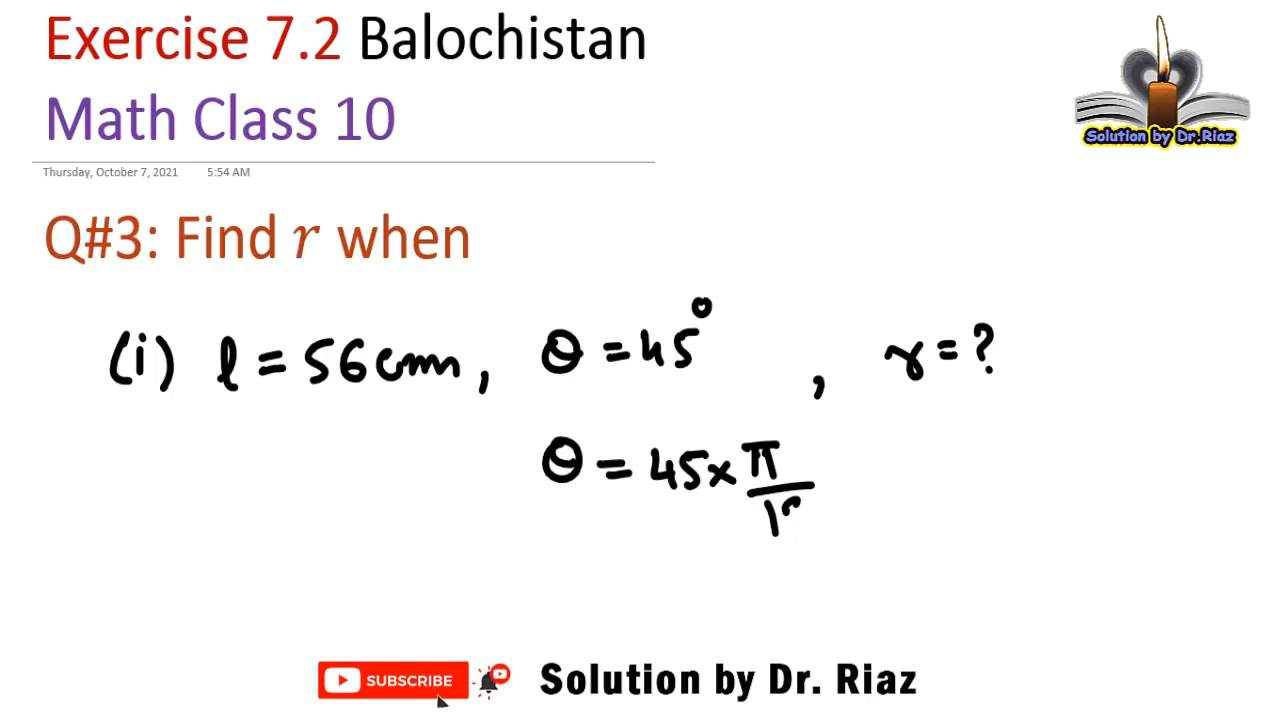 Exercise 7.2 Balochistan
Math Class 10
Solution by Dr.Riaz
Thursday, October 7, 2021 5:54 AM
Q#3: Find r when
(i) l = 56cm, θ = 45° , r = ?
θ = 45 × π
SUBSCRIBE Solution by Dr. Riaz